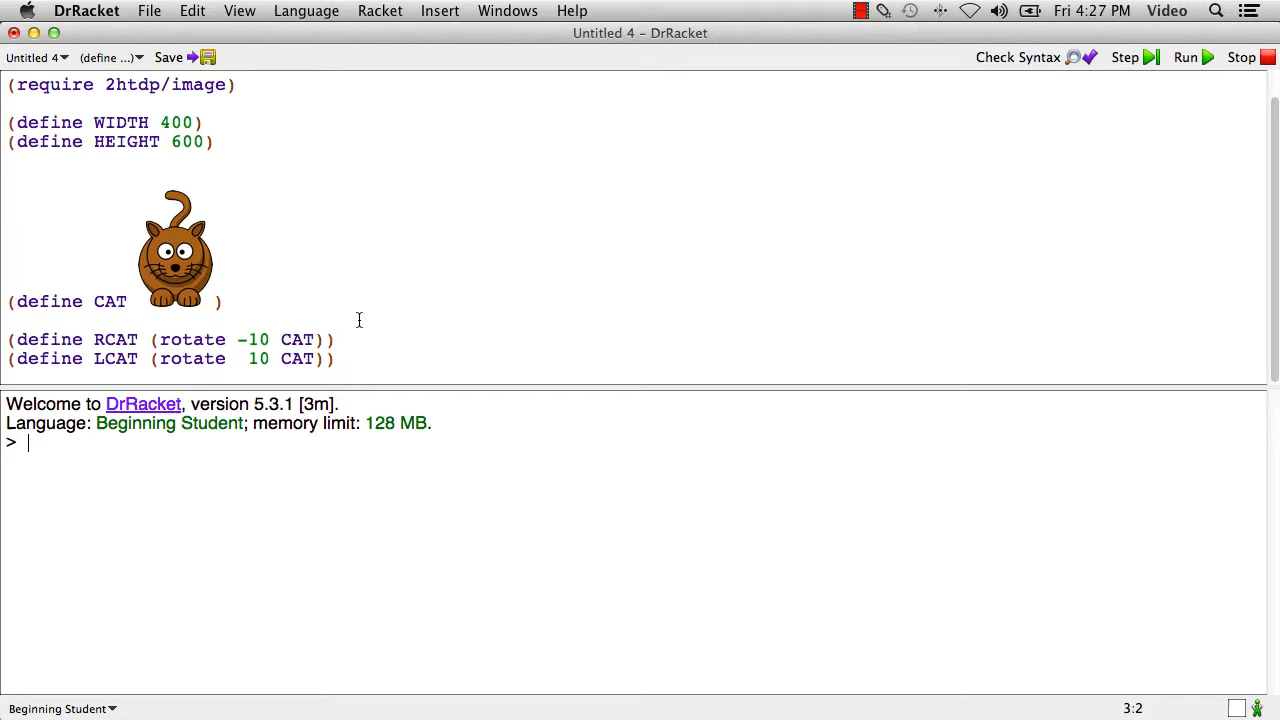 DrRacket File Edit View Language Racket Insert Windows Help Fri 4:27 PM Video
Untitled 4 – DrRacket
Untitled 4 (define ...) Save Check Syntax Step Run Stop
(require 2htdp/image)
(define WIDTH 400)
(define HEIGHT 600)
(define CAT )
(define RCAT (rotate -10 CAT))
(define LCAT (rotate  10 CAT))
Welcome to DrRacket, version 5.3.1 [3m].
Language: Beginning Student; memory limit: 128 MB.
>
Beginning Student 3:2